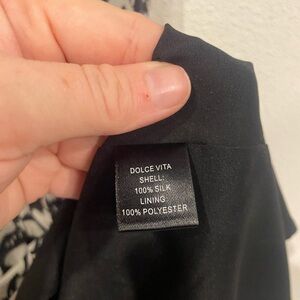 DOLCE VITA
SHELL:
100% SILK
LINING
100% POLYESTER